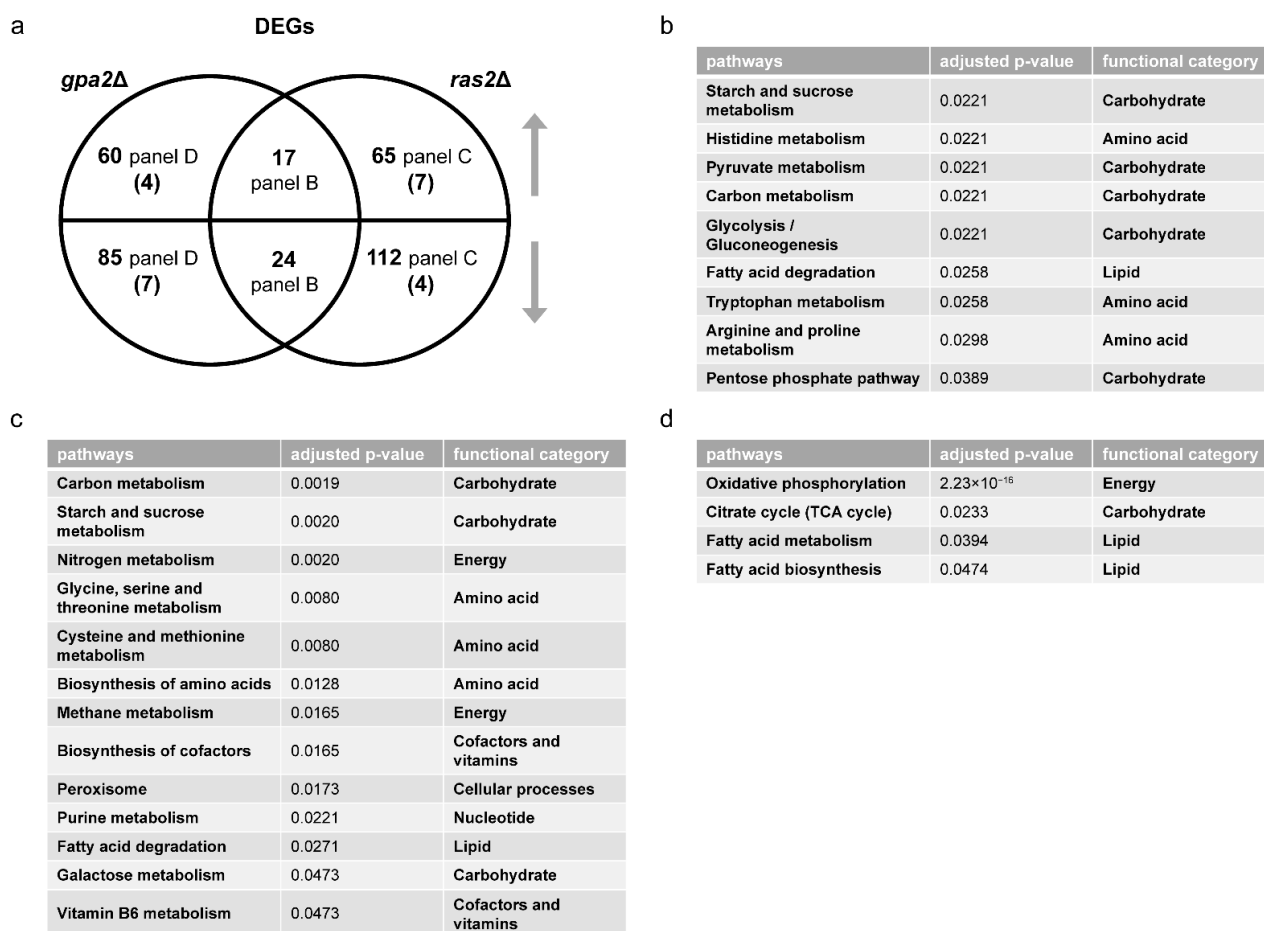 a
DEGs
gpa2Δ
ras2Δ
60 panel D
(4)
17
panel B
65 panel C
(7)
85 panel D
(7)
24
panel B
112 panel C
(4)
b
pathways adjusted p-value functional category
Starch and sucrose
metabolism
0.0221 Carbohydrate
Histidine metabolism 0.0221 Amino acid
Pyruvate metabolism 0.0221 Carbohydrate
Carbon metabolism 0.0221 Carbohydrate
Glycolysis /
Gluconeogenesis
0.0221 Carbohydrate
Fatty acid degradation 0.0258 Lipid
Tryptophan metabolism 0.0258 Amino acid
Arginine and proline
metabolism
0.0298 Amino acid
Pentose phosphate pathway 0.0389 Carbohydrate
c
pathways adjusted p-value functional category
Carbon metabolism 0.0019 Carbohydrate
Starch and sucrose
metabolism
0.0020 Carbohydrate
Nitrogen metabolism 0.0020 Energy
Glycine, serine and
threonine metabolism
0.0080 Amino acid
Cysteine and methionine
metabolism
0.0080 Amino acid
Biosynthesis of amino acids 0.0128 Amino acid
Methane metabolism 0.0165 Energy
Biosynthesis of cofactors 0.0165 Cofactors and
vitamins
Peroxisome 0.0173 Cellular processes
Purine metabolism 0.0221 Nucleotide
Fatty acid degradation 0.0271 Lipid
Galactose metabolism 0.0473 Carbohydrate
Vitamin B6 metabolism 0.0473 Cofactors and
vitamins
d
pathways adjusted p-value functional category
Oxidative phosphorylation 2.23×10⁻¹⁶ Energy
Citrate cycle (TCA cycle) 0.0233 Carbohydrate
Fatty acid metabolism 0.0394 Lipid
Fatty acid biosynthesis 0.0474 Lipid